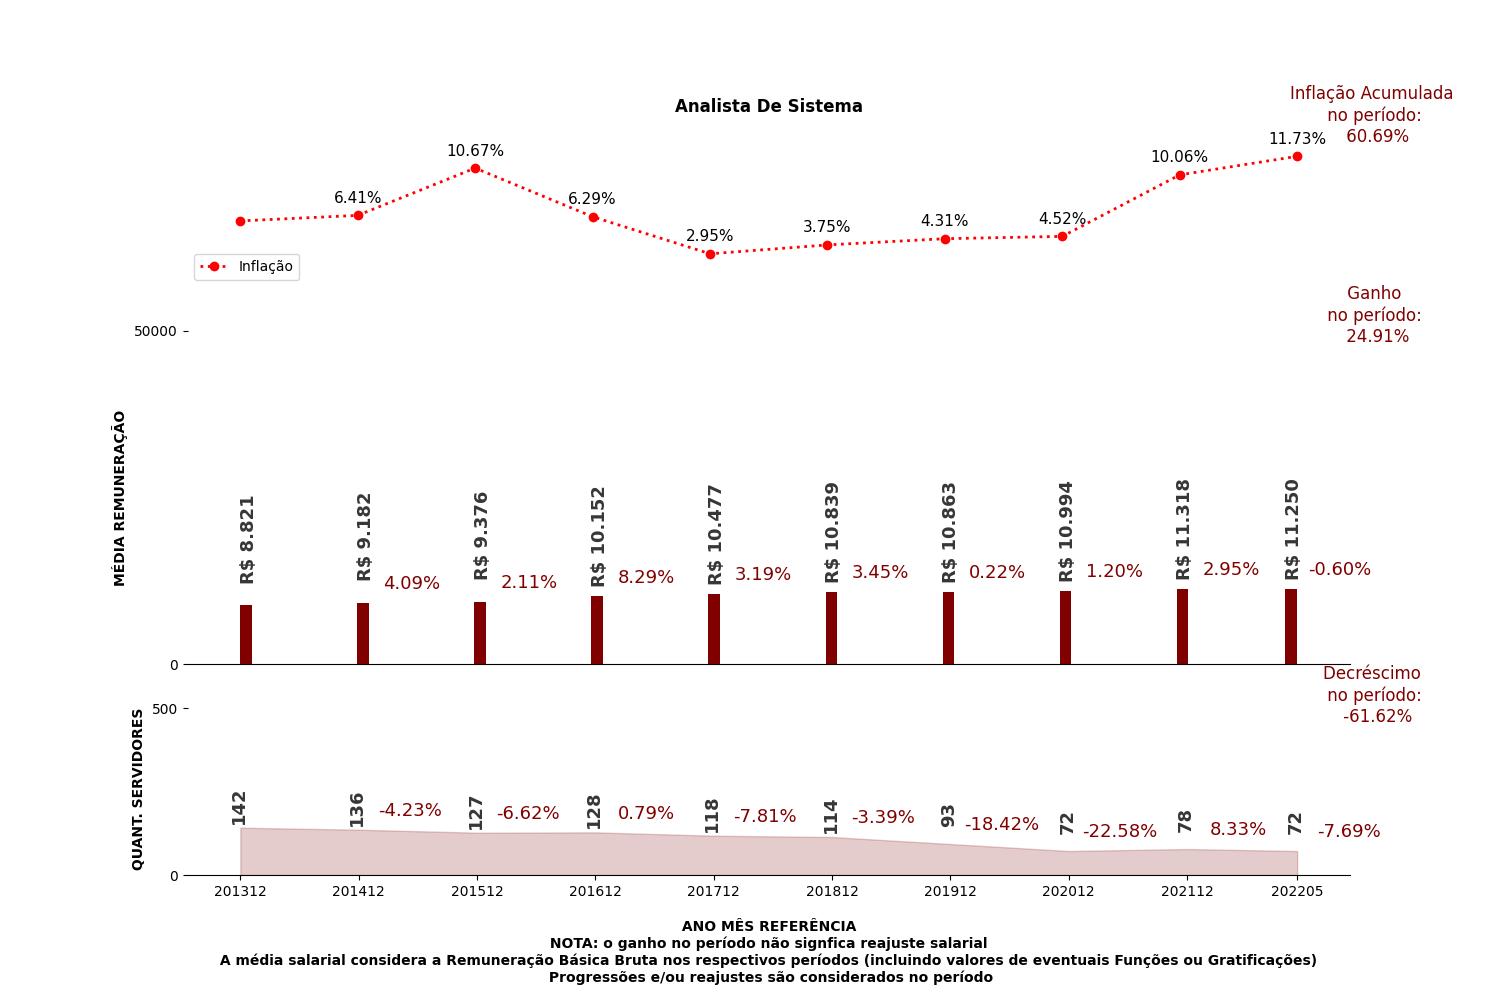 Analista De Sistema
Inflação Acumulada
no período:
60.69%
6.41%
10.67%
6.29%
2.95%
3.75%
4.31%
4.52%
10.06%
11.73%
Inflação
Ganho
no período:
24.91%
50000
0
MÉDIA REMUNERAÇÃO
R$ 8.821
R$ 9.182
R$ 9.376
R$ 10.152
R$ 10.477
R$ 10.839
R$ 10.863
R$ 10.994
R$ 11.318
R$ 11.250
4.09%
2.11%
8.29%
3.19%
3.45%
0.22%
1.20%
2.95%
-0.60%
Decréscimo
no período:
-61.62%
500
0
QUANT. SERVIDORES
142
136
127
128
118
114
93
72
78
72
-4.23%
-6.62%
0.79%
-7.81%
-3.39%
-18.42%
-22.58%
8.33%
-7.69%
201312
201412
201512
201612
201712
201812
201912
202012
202112
202205
ANO MÊS REFERÊNCIA
NOTA: o ganho no período não signfica reajuste salarial
A média salarial considera a Remuneração Básica Bruta nos respectivos períodos (incluindo valores de eventuais Funções ou Gratificações)
Progressões e/ou reajustes são considerados no período